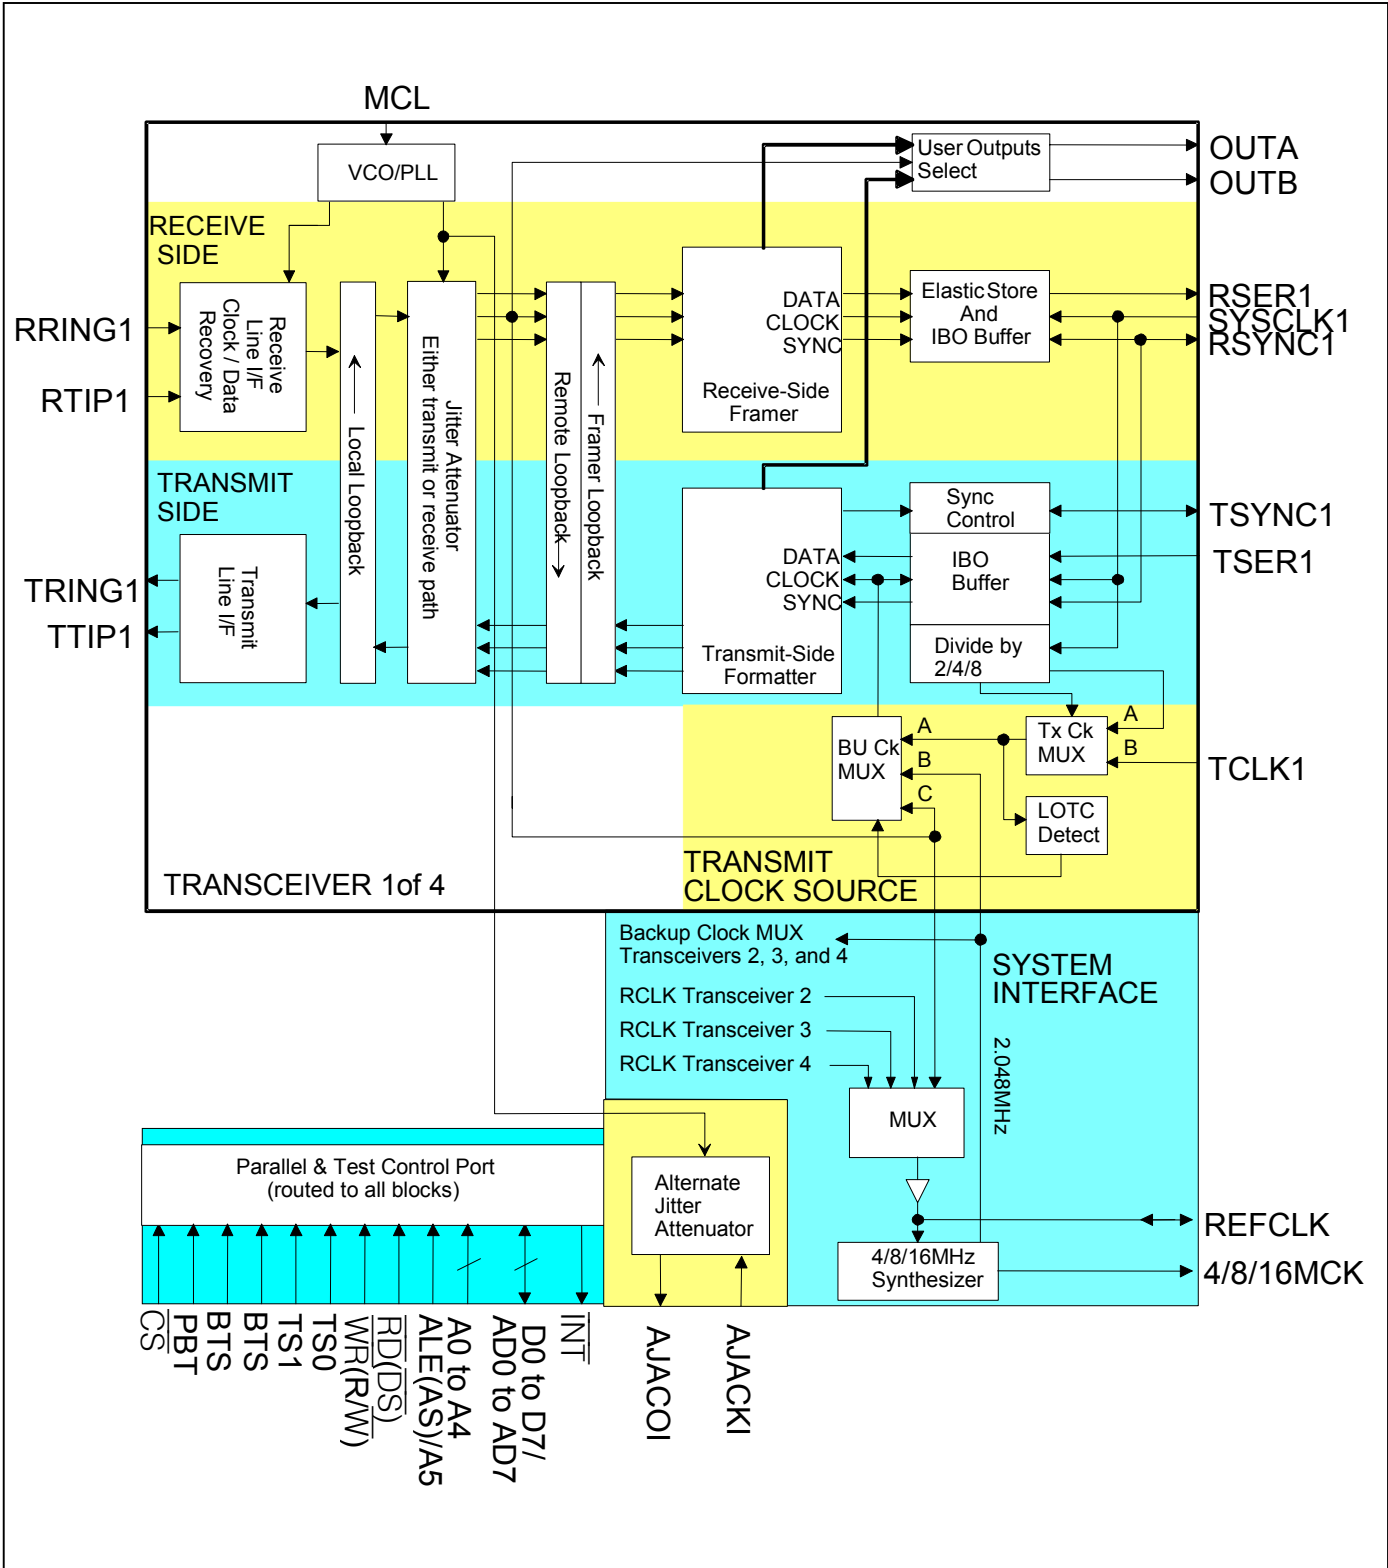 MCL
VCO/PLL
User Outputs
Select
OUTA
OUTB
RECEIVE
SIDE
RRING1
RTIP1
Receive
Line I/F
Clock / Data
Recovery
Local Loopback
Jitter Attenuator
Either transmit or receive path
Remote Loopback
Framer Loopback
DATA
CLOCK
SYNC
Receive-Side
Framer
Elastic Store
And
IBO Buffer
RSER1
SYSCLK1
RSYNC1
TRANSMIT
SIDE
TRING1
TTIP1
Transmit
Line I/F
DATA
CLOCK
SYNC
Transmit-Side
Formatter
Sync
Control
IBO
Buffer
Divide by
2/4/8
TSYNC1
TSER1
BU Ck
MUX
A
B
C
Tx Ck
MUX
A
B
TCLK1
LOTC
Detect
TRANSMIT
CLOCK SOURCE
TRANSCEIVER 1of 4
Backup Clock MUX
Transceivers 2, 3, and 4
SYSTEM
INTERFACE
RCLK Transceiver 2
RCLK Transceiver 3
RCLK Transceiver 4
2.048MHz
MUX
Parallel & Test Control Port
(routed to all blocks)
Alternate
Jitter
Attenuator
4/8/16MHz
Synthesizer
REFCLK
4/8/16MCK
CS
PBT
BTS
BTS
TS1
TS0
WR(R/W)
RD(DS)
ALE(AS)/A5
A0 to A4
D0 to D7/
AD0 to AD7
INT
AJACOI
AJACKI